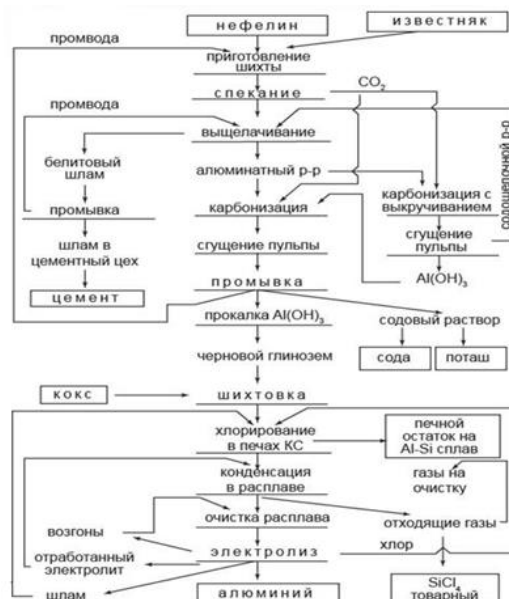 нефелин
известняк
промвода
приготовление
шихты
CO₂
спекание
промвода
выщелачивание
белитовый
шлам
алюминатный р-р
содощелочной р-р
карбонизация с
выкручиванием
промывка
карбонизация
сгущение
пульпы
шлам в
цементный цех
сгущение пульпы
Al(OH)₃
цемент
промывка
прокалка Al(OH)₃
содовый раствор
сода
поташ
черновой глинозем
кокс
шихтовка
хлорирование
в печах КС
печной
остаток на
Al-Si сплав
конденсация
в расплаве
газы на
очистку
возгоны
очистка расплава
отходящие газы
отработанный
электролит
электролиз
хлор
шлам
алюминий
SiCl₄
товарный